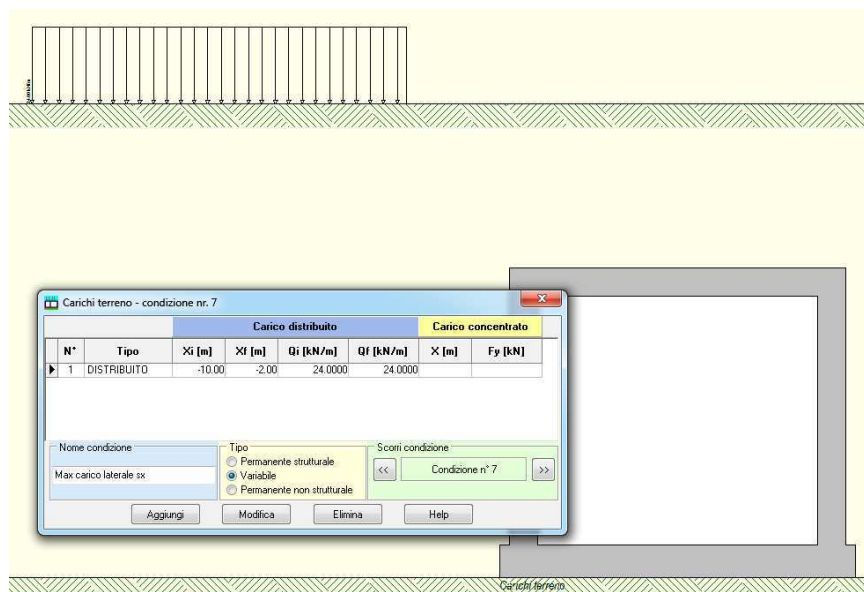 Carichi terreno - condizione nr. 7
Carico distribuito Carico concentrato
N° Tipo Xi [m] Xf [m] Qi [kN/m] Qf [kN/m] X [m] Fy [kN]
1 DISTRIBUITO -10.00 -2.00 24.0000 24.0000
Nome condizione
Max carico laterale sx
Tipo
Permanente strutturale
Variabile
Permanente non strutturale
Scorri condizione
<< Condizione n° 7 >>
Aggiungi Modifica Elimina Help
Carichi terreno